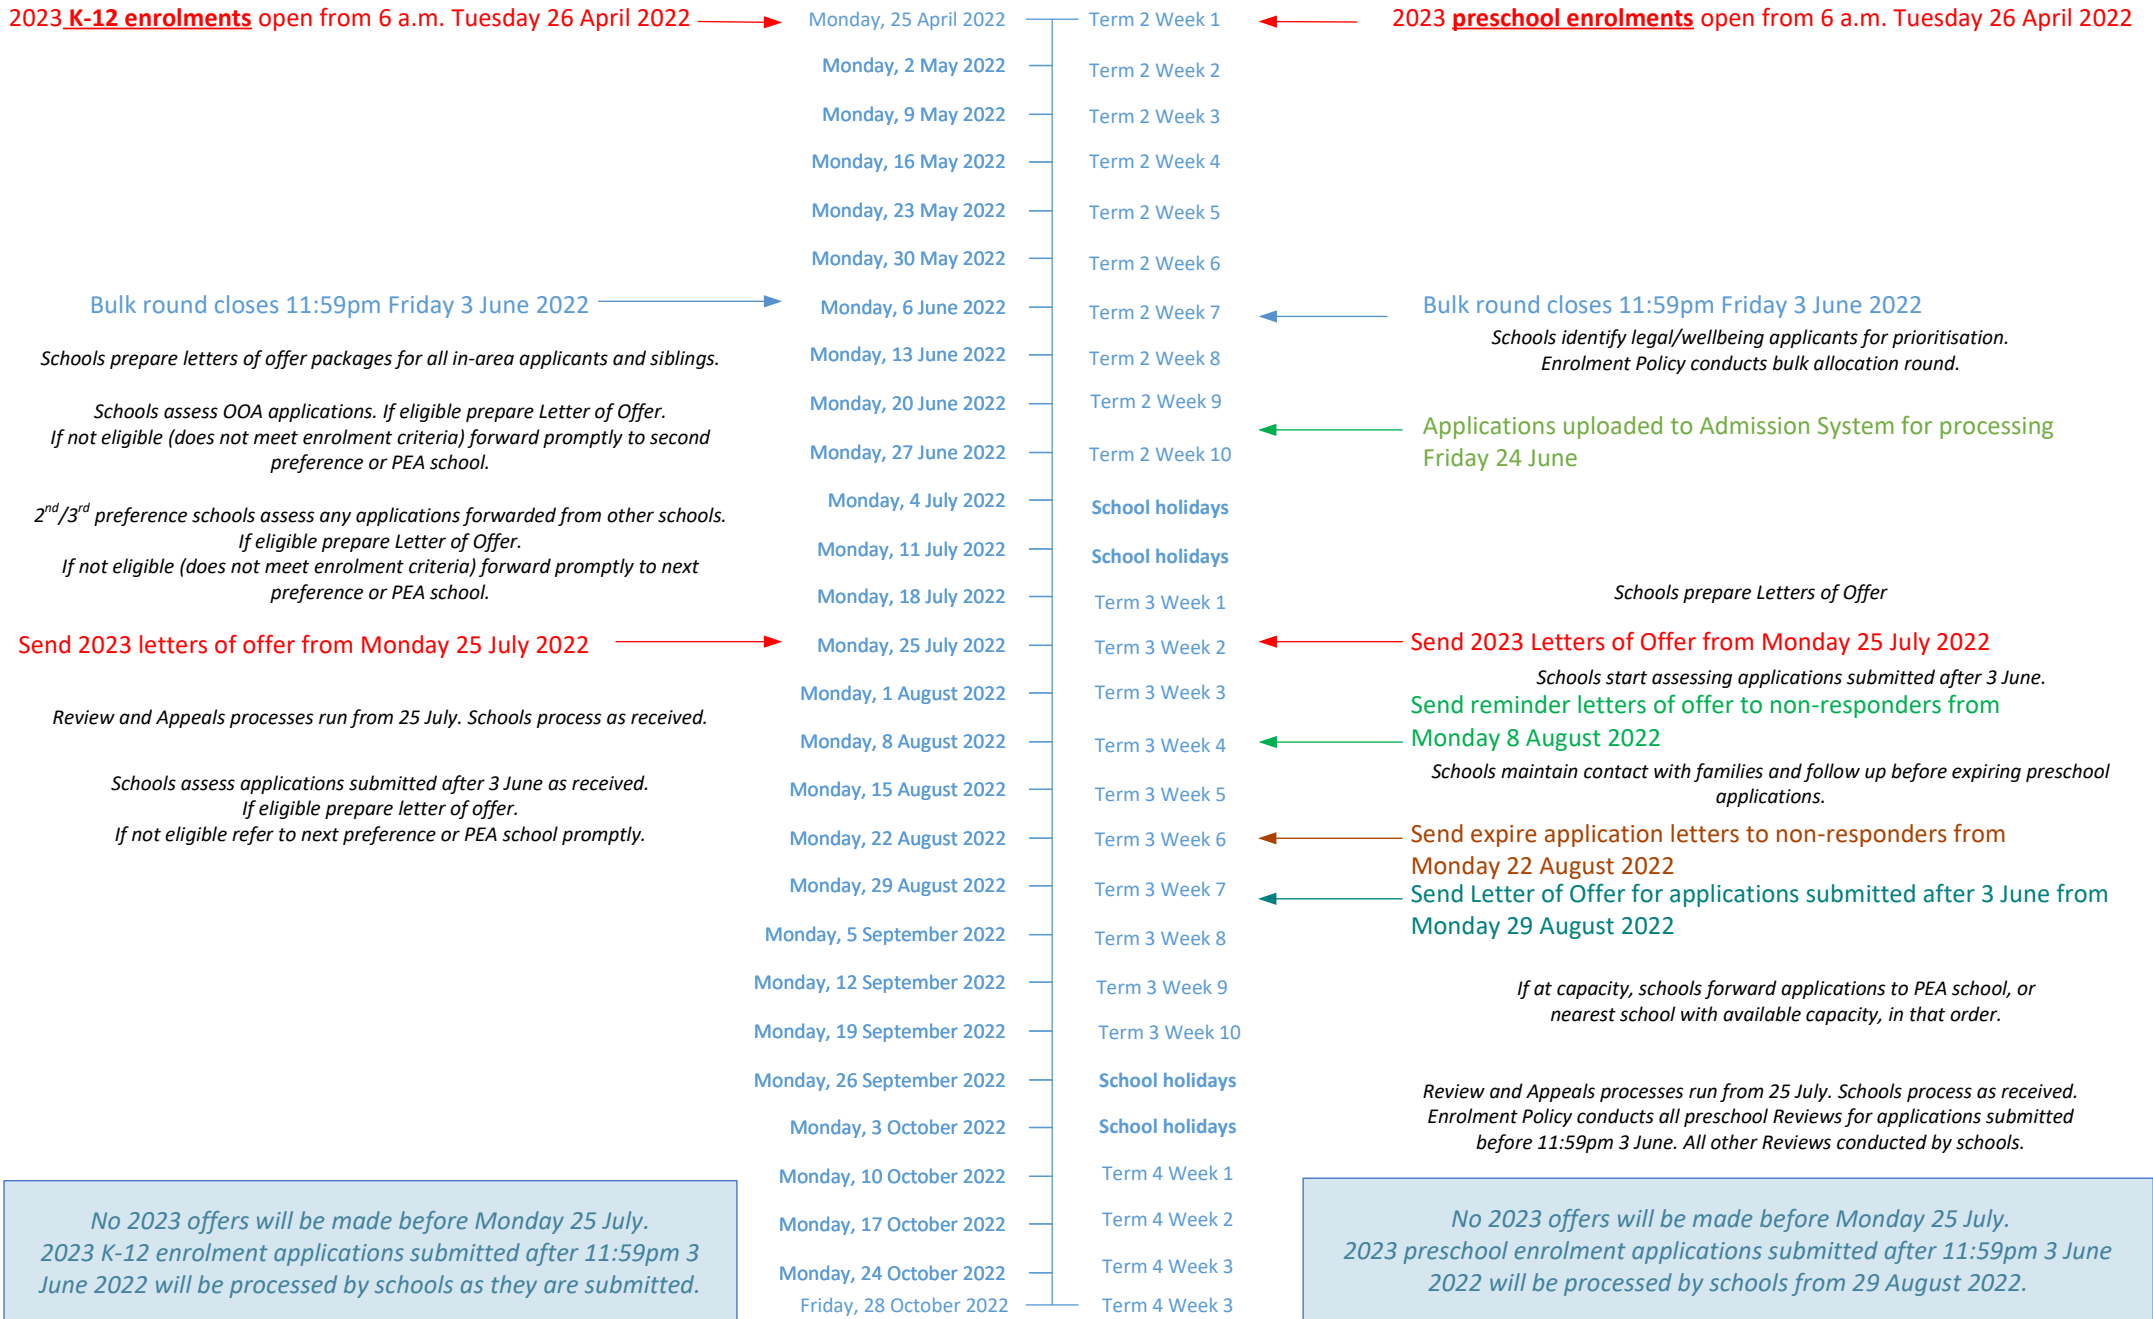 2023 K-12 enrolments open from 6 a.m. Tuesday 26 April 2022
Bulk round closes 11:59pm Friday 3 June 2022
Schools prepare letters of offer packages for all in-area applicants and siblings.
Schools assess OOA applications. If eligible prepare Letter of Offer.
If not eligible (does not meet enrolment criteria) forward promptly to second
preference or PEA school.
2nd/3rd preference schools assess any applications forwarded from other schools.
If eligible prepare Letter of Offer.
If not eligible (does not meet enrolment criteria) forward promptly to next
preference or PEA school.
Send 2023 letters of offer from Monday 25 July 2022
Review and Appeals processes run from 25 July. Schools process as received.
Schools assess applications submitted after 3 June as received.
If eligible prepare letter of offer.
If not eligible refer to next preference or PEA school promptly.
No 2023 offers will be made before Monday 25 July.
2023 K-12 enrolment applications submitted after 11:59pm 3
June 2022 will be processed by schools as they are submitted.
Monday, 25 April 2022 Term 2 Week 1
Monday, 2 May 2022 Term 2 Week 2
Monday, 9 May 2022 Term 2 Week 3
Monday, 16 May 2022 Term 2 Week 4
Monday, 23 May 2022 Term 2 Week 5
Monday, 30 May 2022 Term 2 Week 6
Monday, 6 June 2022 Term 2 Week 7
Monday, 13 June 2022 Term 2 Week 8
Monday, 20 June 2022 Term 2 Week 9
Monday, 27 June 2022 Term 2 Week 10
Monday, 4 July 2022 School holidays
Monday, 11 July 2022 School holidays
Monday, 18 July 2022 Term 3 Week 1
Monday, 25 July 2022 Term 3 Week 2
Monday, 1 August 2022 Term 3 Week 3
Monday, 8 August 2022 Term 3 Week 4
Monday, 15 August 2022 Term 3 Week 5
Monday, 22 August 2022 Term 3 Week 6
Monday, 29 August 2022 Term 3 Week 7
Monday, 5 September 2022 Term 3 Week 8
Monday, 12 September 2022 Term 3 Week 9
Monday, 19 September 2022 Term 3 Week 10
Monday, 26 September 2022 School holidays
Monday, 3 October 2022 School holidays
Monday, 10 October 2022 Term 4 Week 1
Monday, 17 October 2022 Term 4 Week 2
Monday, 24 October 2022 Term 4 Week 3
Friday, 28 October 2022 Term 4 Week 3
2023 preschool enrolments open from 6 a.m. Tuesday 26 April 2022
Bulk round closes 11:59pm Friday 3 June 2022
Schools identify legal/wellbeing applicants for prioritisation.
Enrolment Policy conducts bulk allocation round.
Applications uploaded to Admission System for processing
Friday 24 June
Schools prepare Letters of Offer
Send 2023 Letters of Offer from Monday 25 July 2022
Schools start assessing applications submitted after 3 June.
Send reminder letters of offer to non-responders from
Monday 8 August 2022
Schools maintain contact with families and follow up before expiring preschool
applications.
Send expire application letters to non-responders from
Monday 22 August 2022
Send Letter of Offer for applications submitted after 3 June from
Monday 29 August 2022
If at capacity, schools forward applications to PEA school, or
nearest school with available capacity, in that order.
Review and Appeals processes run from 25 July. Schools process as received.
Enrolment Policy conducts all preschool Reviews for applications submitted
before 11:59pm 3 June. All other Reviews conducted by schools.
No 2023 offers will be made before Monday 25 July.
2023 preschool enrolment applications submitted after 11:59pm 3 June
2022 will be processed by schools from 29 August 2022.